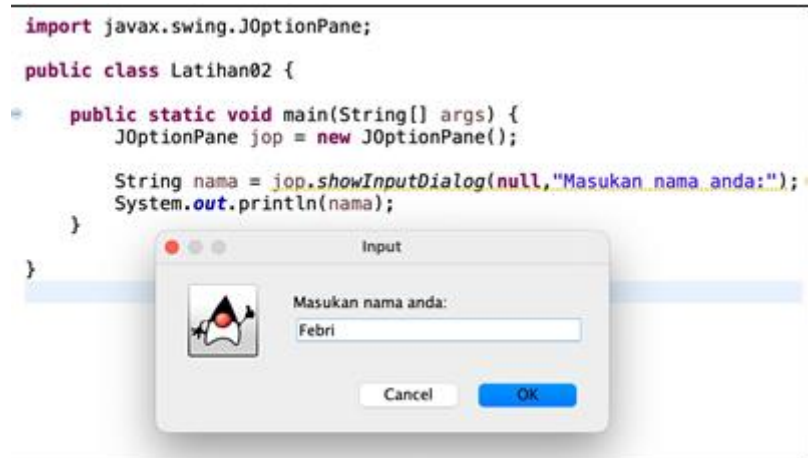 import javax.swing.JOptionPane;
public class Latihan02 {
public static void main(String[] args) {
JOptionPane jop = new JOptionPane();
String nama = jop.showInputDialog(null,"Masukan nama anda:");
System.out.println(nama);
}
}
Input
Masukan nama anda:
Febri
Cancel
OK